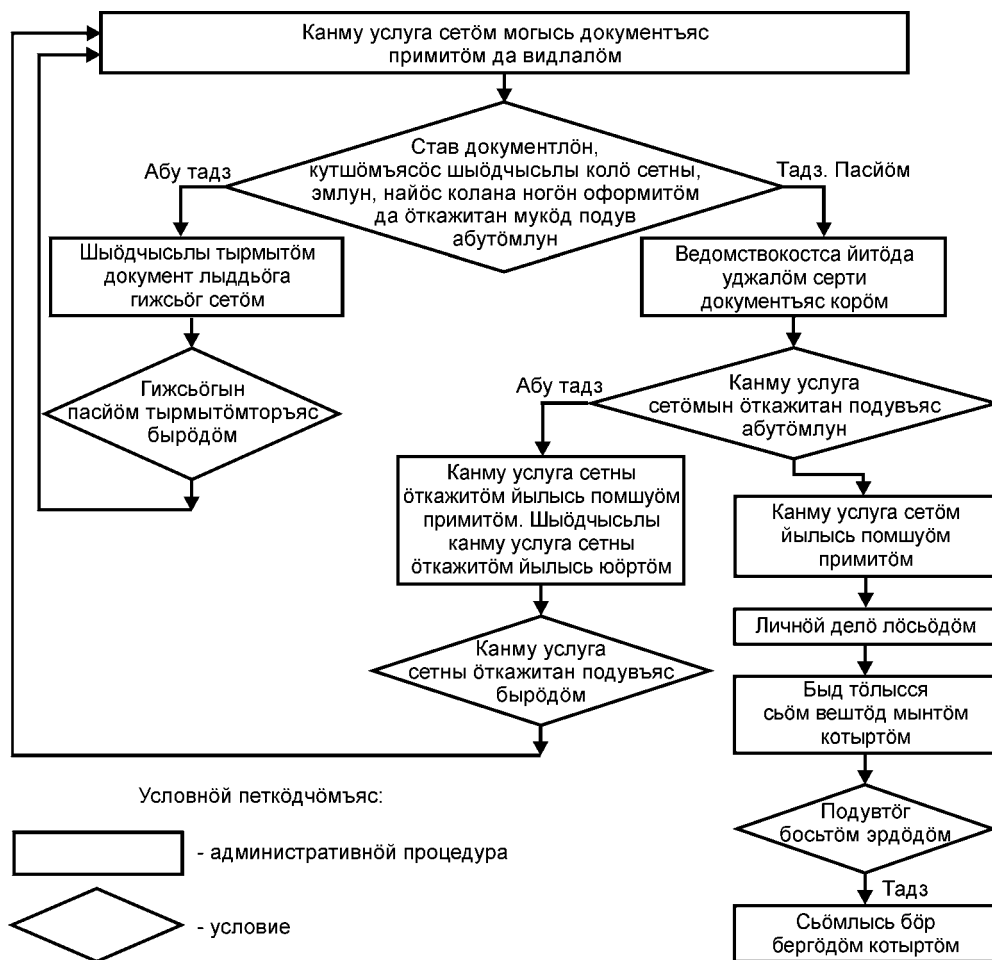 Канму услуга сетӧм могысь документъяс
примитӧм да видлалӧм
Став документлӧн,
кутшӧмъясӧс шыӧдчысьлы колӧ сетны,
эмлун, найӧс колана ногӧн оформитӧм
да ӧткажитан мукӧд подув
абутӧмлун
Абу тадз
Тадз. Пасйӧм
Шыӧдчысьлы тырмытӧм
документ лыддьӧга
гижсьӧг сетӧм
Ведомствокостса йитӧда
уджалӧм серти
документъяс корӧм
Гижсьӧгын
пасйӧм тырмытӧмторъяс
бырӧдӧм
Абу тадз
Канму услуга
сетӧмын ӧткажитан подувъяс
абутӧмлун
Канму услуга сетны
ӧткажитӧм йылысь помшуӧм
примитӧм. Шыӧдчысьлы
канму услуга сетны
ӧткажитӧм йылысь юӧртӧм
Канму услуга сетӧм
йылысь помшуӧм
примитӧм
Личнӧй делӧ лӧсьӧдӧм
Канму услуга
сетны ӧткажитан подувъяс
бырӧдӧм
Быд тӧлысся
сьӧм вештӧд мынтӧм
котыртӧм
Подувтӧг
босьтӧм эрдӧдӧм
Тадз
Сьӧмлысь бӧр
бергӧдӧм котыртӧм
Условнӧй петкӧдчӧмъяс:
- административнӧй процедура
- условие